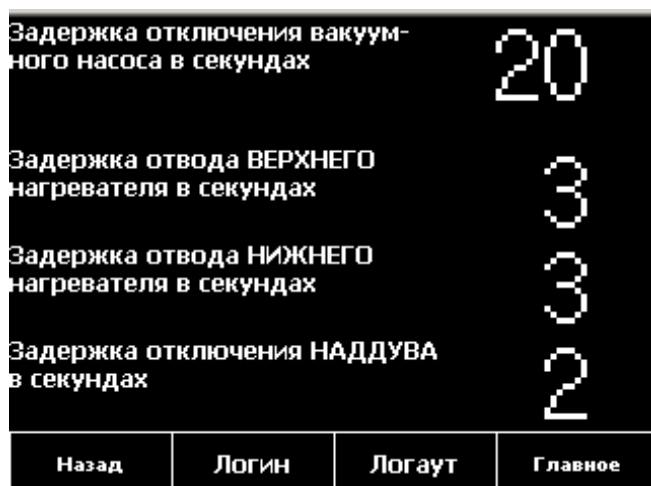 Задержка отключения вакуум-
ного насоса в секундах
20
Задержка отвода ВЕРХНЕГО
нагревателя в секундах
3
Задержка отвода НИЖНЕГО
нагревателя в секундах
3
Задержка отключения НАДДУВА
в секундах
2
Назад Логин Логаут Главное